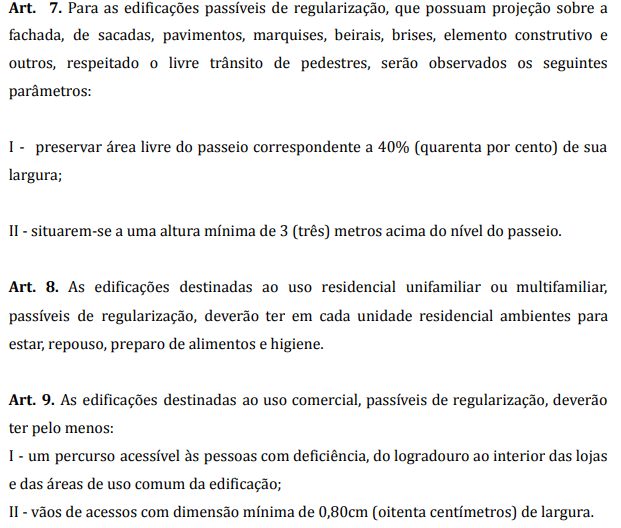 Art. 7. Para as edificações passíveis de regularização, que possuam projeção sobre a
fachada, de sacadas, pavimentos, marquises, beirais, brises, elemento construtivo e
outros, respeitado o livre trânsito de pedestres, serão observados os seguintes
parâmetros:
I - preservar área livre do passeio correspondente a 40% (quarenta por cento) de sua
largura;
II - situarem-se a uma altura mínima de 3 (três) metros acima do nível do passeio.
Art. 8. As edificações destinadas ao uso residencial unifamiliar ou multifamiliar,
passíveis de regularização, deverão ter em cada unidade residencial ambientes para
estar, repouso, preparo de alimentos e higiene.
Art. 9. As edificações destinadas ao uso comercial, passíveis de regularização, deverão
ter pelo menos:
I - um percurso acessível às pessoas com deficiência, do logradouro ao interior das lojas
e das áreas de uso comum da edificação;
II - vãos de acessos com dimensão mínima de 0,80cm (oitenta centímetros) de largura.